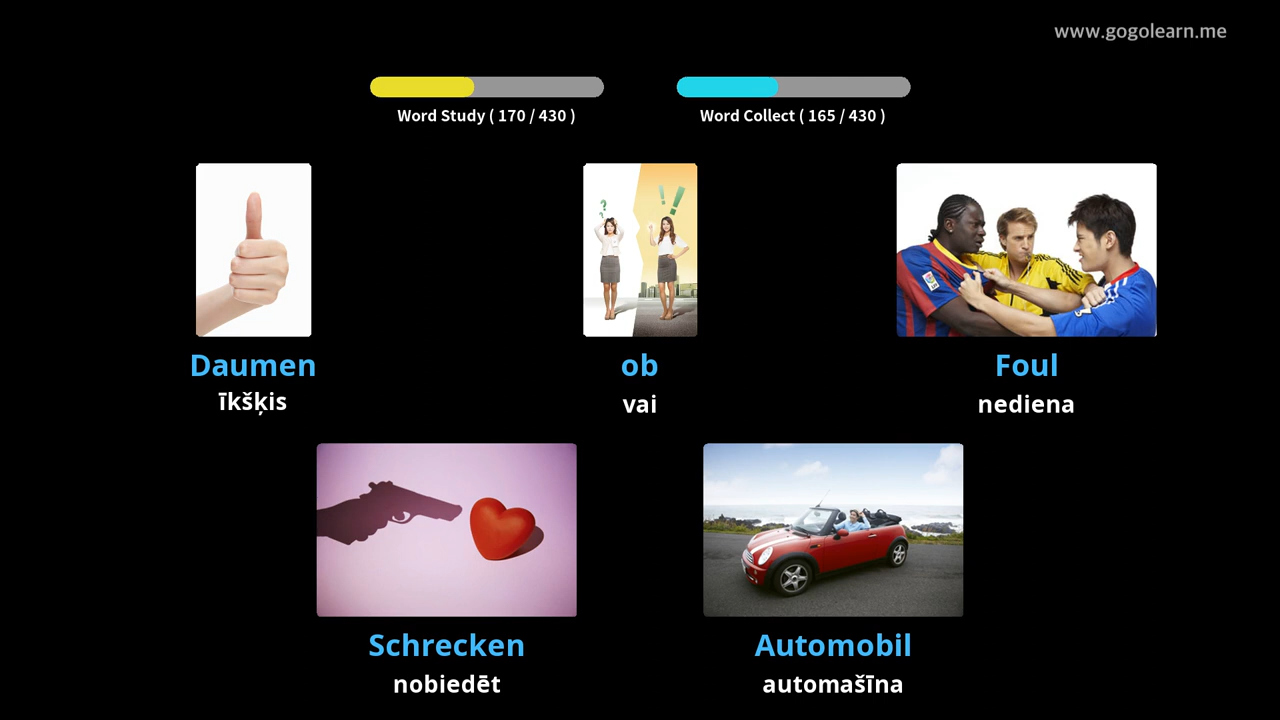 www.gogolearn.me
Word Study ( 170 / 430 )
Word Collect ( 165 / 430 )
Daumen
īkšķis
ob
vai
Foul
nediena
Schrecken
nobiedēt
Automobil
automašīna